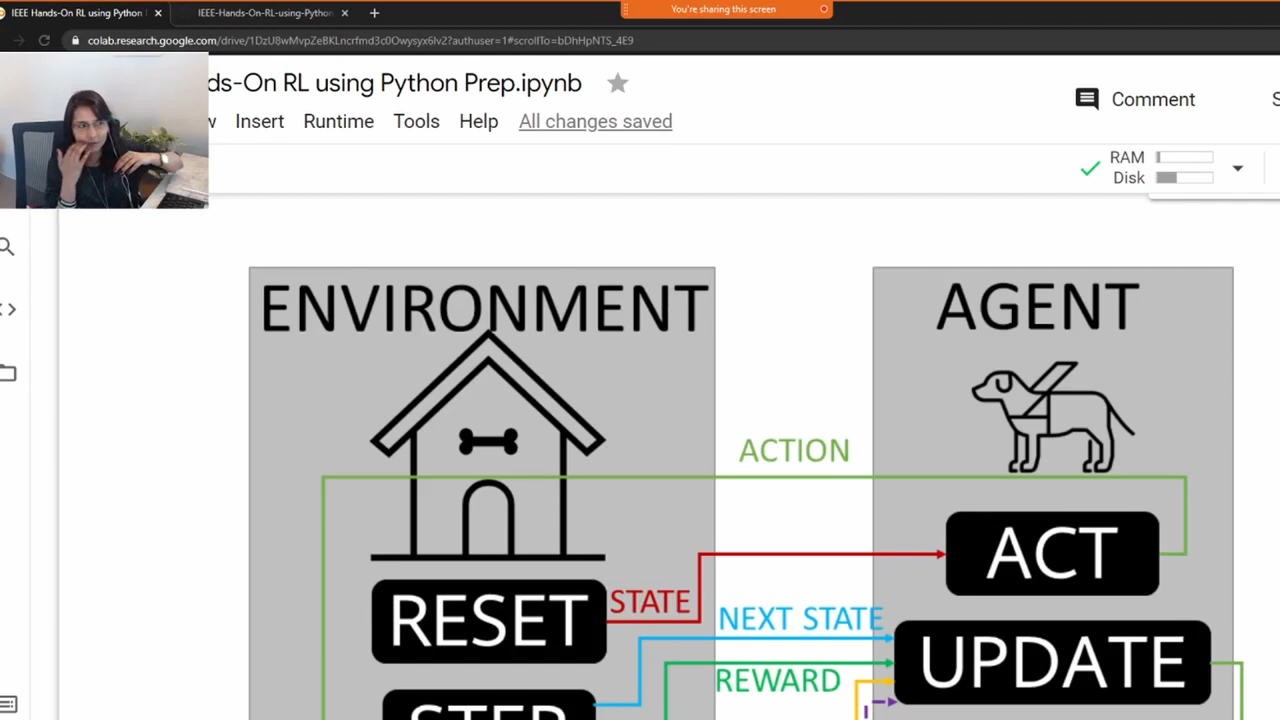 IEEE Hands-On RL using Python
IEEE-Hands-On-RL-using-Python
You're sharing this screen
colab.research.google.com/drive/1DzU8wMvpZeBKLncrfmd3c0Owysyx6lv2?authuser=1#scrollTo=bDhHpNTS_4E9
ds-On RL using Python Prep.ipynb
Comment
S
w Insert Runtime Tools Help All changes saved
RAM
Disk
ENVIRONMENT
AGENT
ACTION
ACT
RESET
STATE
NEXT STATE
UPDATE
REWARD
STEP